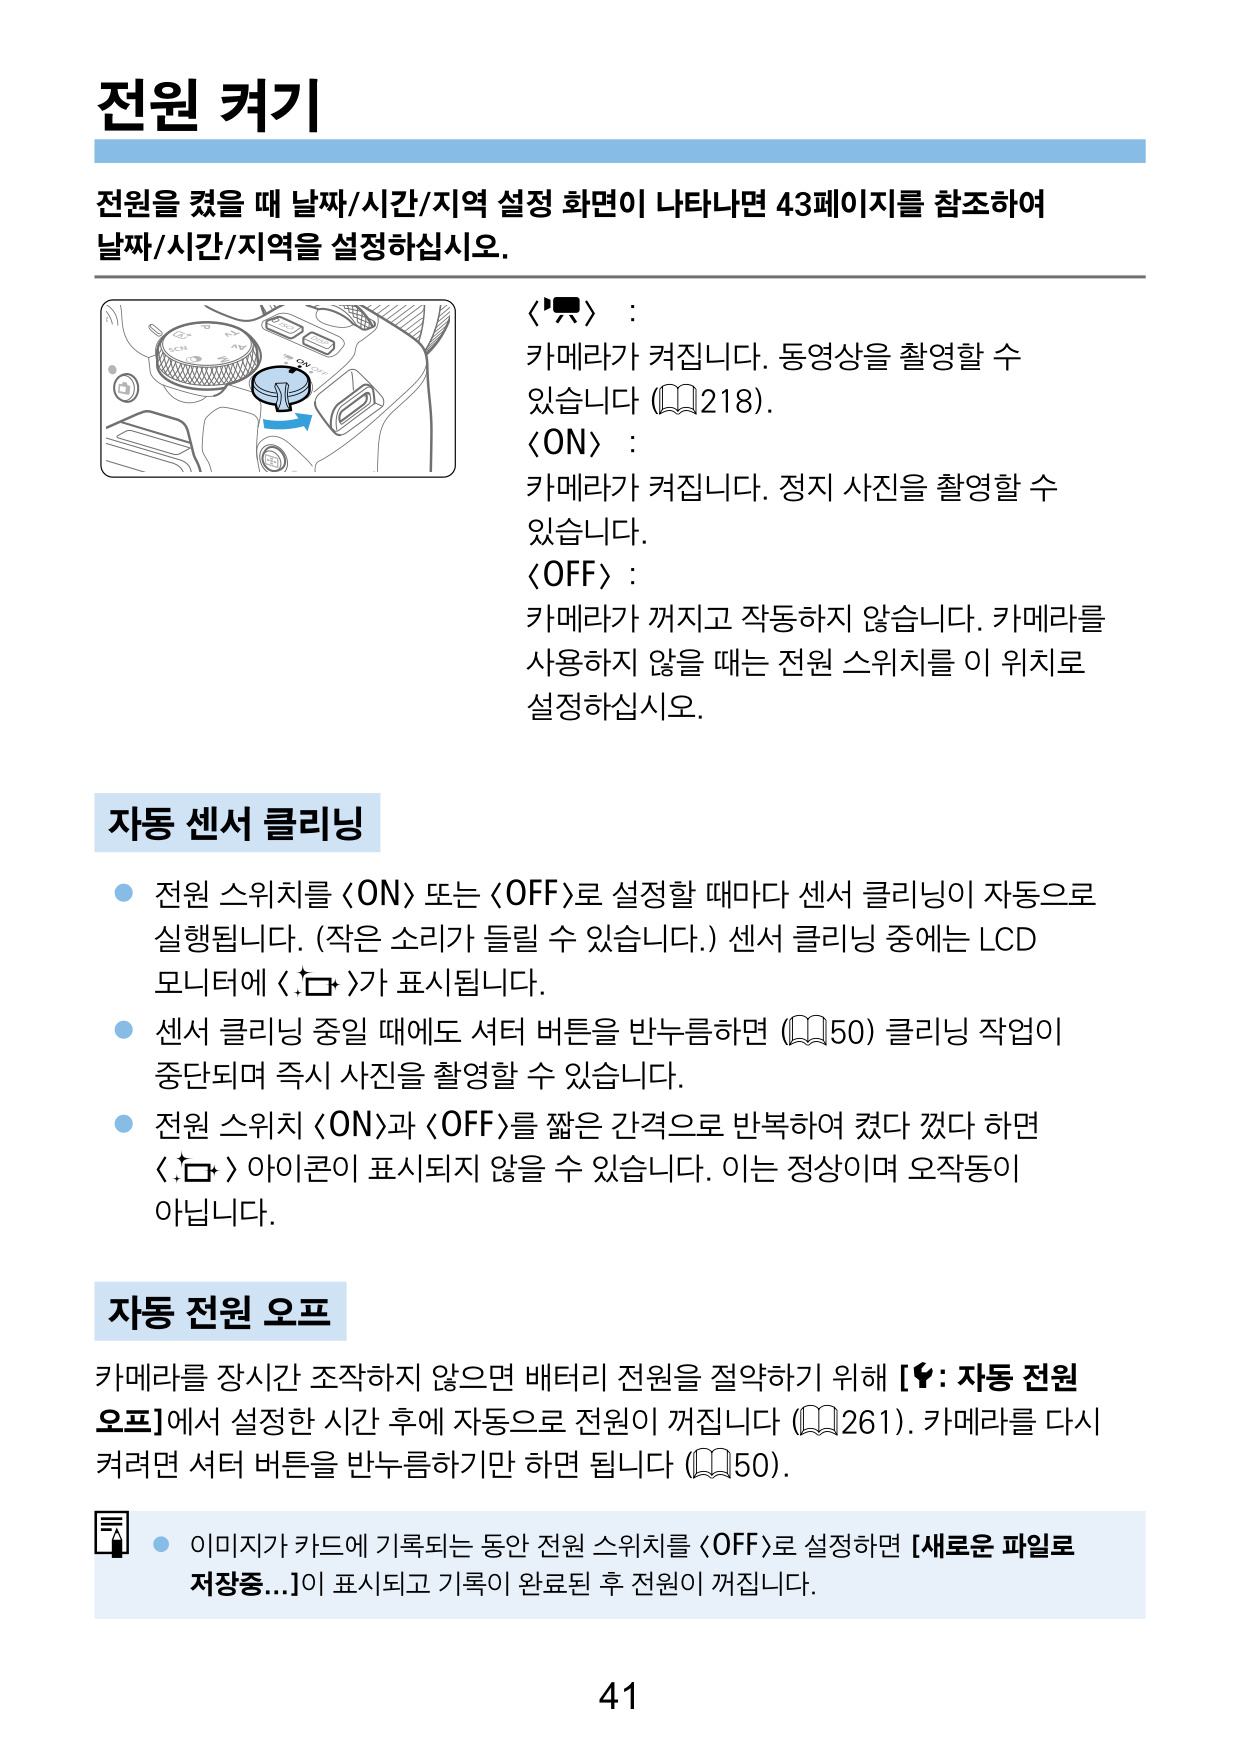 전원 켜기
전원을 켰을 때 날짜/시간/지역 설정 화면이 나타나면 43페이지를 참조하여
날짜/시간/지역을 설정하십시오.
〈 〉 :
카메라가 켜집니다. 동영상을 촬영할 수
있습니다 (218).
〈ON〉 :
카메라가 켜집니다. 정지 사진을 촬영할 수
있습니다.
〈OFF〉 :
카메라가 꺼지고 작동하지 않습니다. 카메라를
사용하지 않을 때는 전원 스위치를 이 위치로
설정하십시오.
ON
OFF
SCN
P
Tv
Av
M
자동 센서 클리닝
● 전원 스위치를 〈ON〉 또는 〈OFF〉로 설정할 때마다 센서 클리닝이 자동으로
실행됩니다. (작은 소리가 들릴 수 있습니다.) 센서 클리닝 중에는 LCD
모니터에 〈 〉가 표시됩니다.
● 센서 클리닝 중일 때에도 셔터 버튼을 반누름하면 (50) 클리닝 작업이
중단되며 즉시 사진을 촬영할 수 있습니다.
● 전원 스위치 〈ON〉과 〈OFF〉를 짧은 간격으로 반복하여 켰다 껐다 하면
〈 〉 아이콘이 표시되지 않을 수 있습니다. 이는 정상이며 오작동이
아닙니다.
자동 전원 오프
카메라를 장시간 조작하지 않으면 배터리 전원을 절약하기 위해 [: 자동 전원
오프]에서 설정한 시간 후에 자동으로 전원이 꺼집니다 (261). 카메라를 다시
켜려면 셔터 버튼을 반누름하기만 하면 됩니다 (50).
● 이미지가 카드에 기록되는 동안 전원 스위치를 〈OFF〉로 설정하면 [새로운 파일로
저장중...]이 표시되고 기록이 완료된 후 전원이 꺼집니다.
41